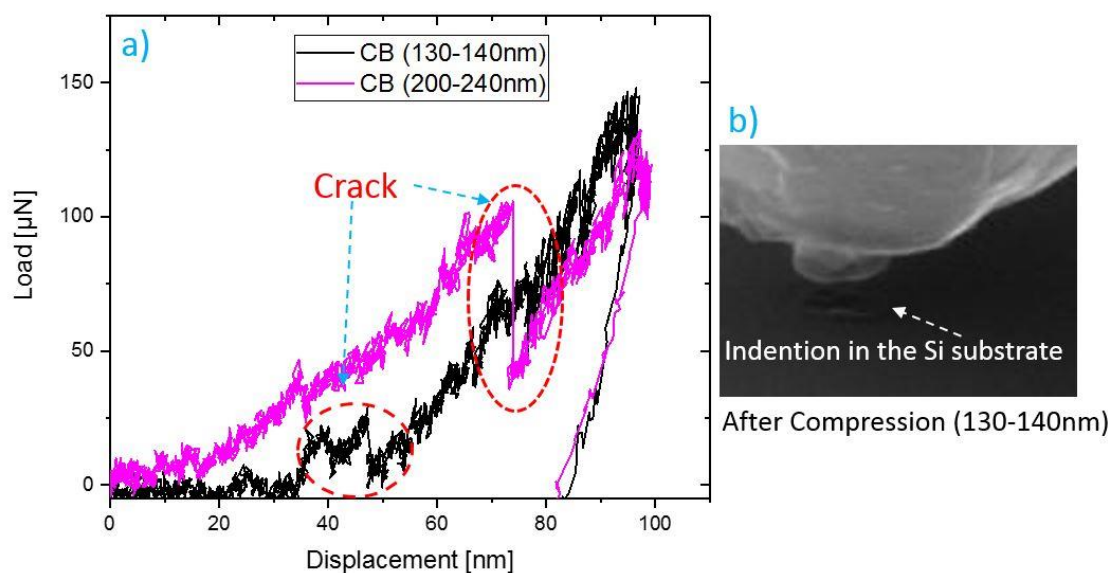 a)
CB (130-140nm)
CB (200-240nm)
150
100
50
0
Load [µN]
Crack
0
20
40
60
80
100
Displacement [nm]
b)
Indention in the Si substrate
After Compression (130-140nm)